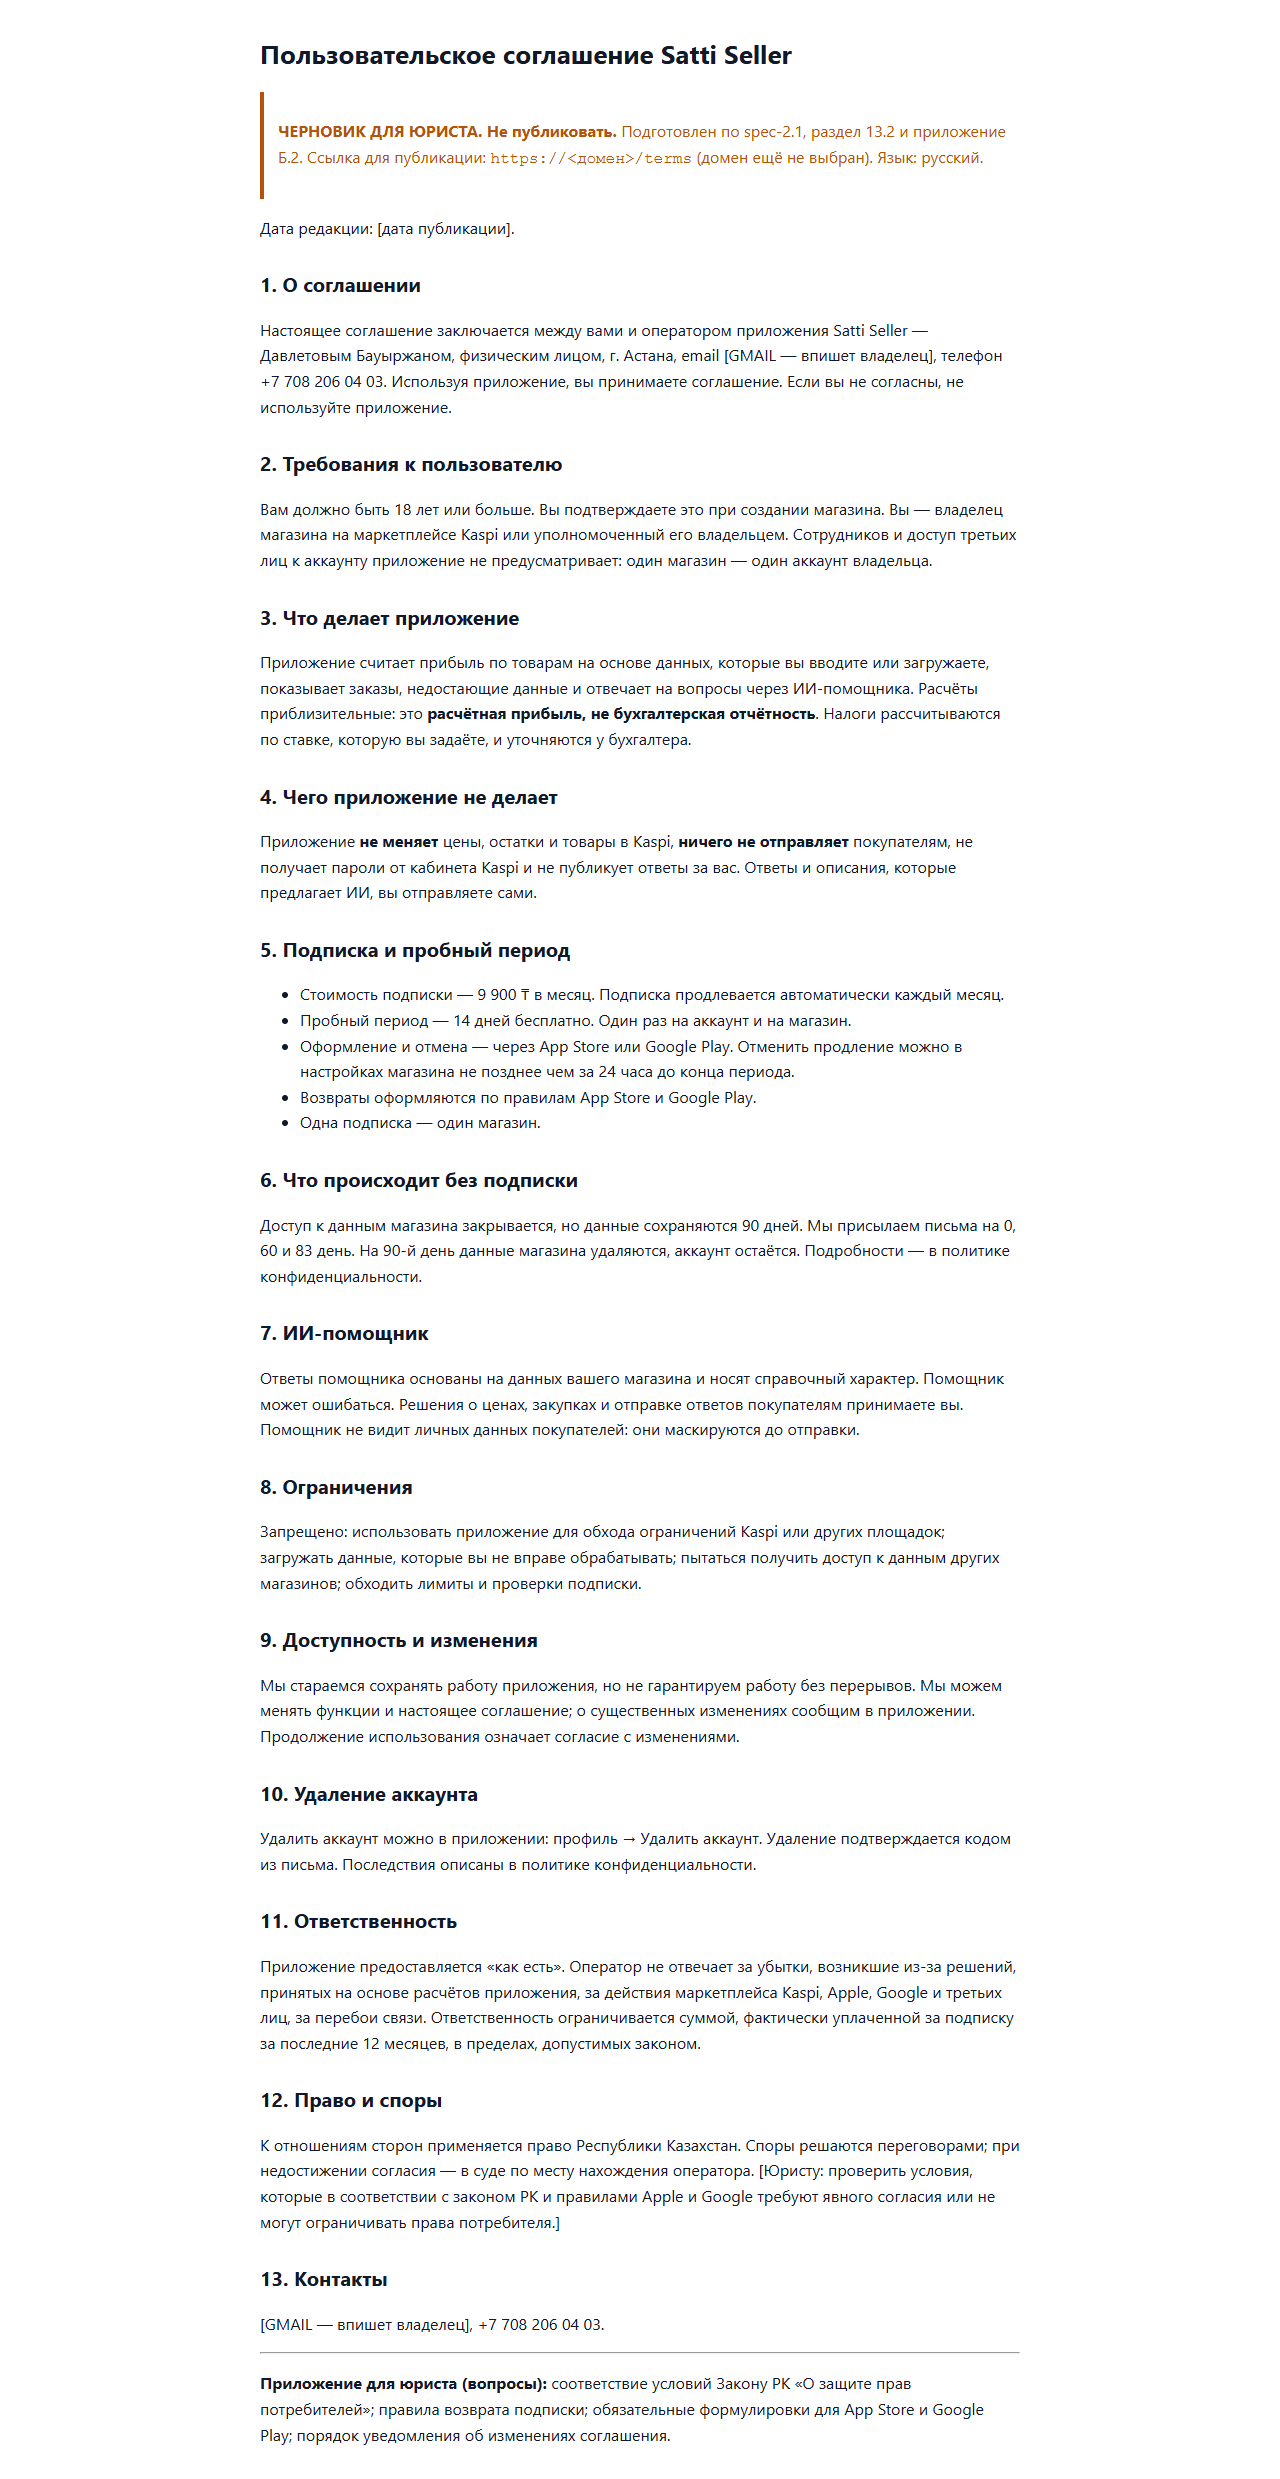 Пользовательское соглашение Satti Seller
ЧЕРНОВИК ДЛЯ ЮРИСТА. Не публиковать. Подготовлен по spec-2.1, раздел 13.2 и приложение
Б.2. Ссылка для публикации: https://<домен>/terms (домен ещё не выбран). Язык: русский.
Дата редакции: [дата публикации].
1. О соглашении
Настоящее соглашение заключается между вами и оператором приложения Satti Seller —
Давлетовым Бауыржаном, физическим лицом, г. Астана, email [GMAIL — впишет владелец], телефон
+7 708 206 04 03. Используя приложение, вы принимаете соглашение. Если вы не согласны, не
используйте приложение.
2. Требования к пользователю
Вам должно быть 18 лет или больше. Вы подтверждаете это при создании магазина. Вы — владелец
магазина на маркетплейсе Kaspi или уполномоченный его владельцем. Сотрудников и доступ третьих
лиц к аккаунту приложение не предусматривает: один магазин — один аккаунт владельца.
3. Что делает приложение
Приложение считает прибыль по товарам на основе данных, которые вы вводите или загружаете,
показывает заказы, недостающие данные и отвечает на вопросы через ИИ-помощника. Расчёты
приблизительные: это расчётная прибыль, не бухгалтерская отчётность. Налоги рассчитываются
по ставке, которую вы задаёте, и уточняются у бухгалтера.
4. Чего приложение не делает
Приложение не меняет цены, остатки и товары в Kaspi, ничего не отправляет покупателям, не
получает пароли от кабинета Kaspi и не публикует ответы за вас. Ответы и описания, которые
предлагает ИИ, вы отправляете сами.
5. Подписка и пробный период
• Стоимость подписки — 9 900 ₸ в месяц. Подписка продлевается автоматически каждый месяц.
• Пробный период — 14 дней бесплатно. Один раз на аккаунт и на магазин.
• Оформление и отмена — через App Store или Google Play. Отменить продление можно в
настройках магазина не позднее чем за 24 часа до конца периода.
• Возвраты оформляются по правилам App Store и Google Play.
• Одна подписка — один магазин.
6. Что происходит без подписки
Доступ к данным магазина закрывается, но данные сохраняются 90 дней. Мы присылаем письма на 0,
60 и 83 день. На 90-й день данные магазина удаляются, аккаунт остаётся. Подробности — в политике
конфиденциальности.
7. ИИ-помощник
Ответы помощника основаны на данных вашего магазина и носят справочный характер. Помощник
может ошибаться. Решения о ценах, закупках и отправке ответов покупателям принимаете вы.
Помощник не видит личных данных покупателей: они маскируются до отправки.
8. Ограничения
Запрещено: использовать приложение для обхода ограничений Kaspi или других площадок;
загружать данные, которые вы не вправе обрабатывать; пытаться получить доступ к данным других
магазинов; обходить лимиты и проверки подписки.
9. Доступность и изменения
Мы стараемся сохранять работу приложения, но не гарантируем работу без перерывов. Мы можем
менять функции и настоящее соглашение; о существенных изменениях сообщим в приложении.
Продолжение использования означает согласие с изменениями.
10. Удаление аккаунта
Удалить аккаунт можно в приложении: профиль → Удалить аккаунт. Удаление подтверждается кодом
из письма. Последствия описаны в политике конфиденциальности.
11. Ответственность
Приложение предоставляется «как есть». Оператор не отвечает за убытки, возникшие из-за решений,
принятых на основе расчётов приложения, за действия маркетплейса Kaspi, Apple, Google и третьих
лиц, за перебои связи. Ответственность ограничивается суммой, фактически уплаченной за подписку
за последние 12 месяцев, в пределах, допустимых законом.
12. Право и споры
К отношениям сторон применяется право Республики Казахстан. Споры решаются переговорами; при
недостижении согласия — в суде по месту нахождения оператора. [Юристу: проверить условия,
которые в соответствии с законом РК и правилами Apple и Google требуют явного согласия или не
могут ограничивать права потребителя.]
13. Контакты
[GMAIL — впишет владелец], +7 708 206 04 03.
Приложение для юриста (вопросы): соответствие условий Закону РК «О защите прав
потребителей»; правила возврата подписки; обязательные формулировки для App Store и Google
Play; порядок уведомления об изменениях соглашения.